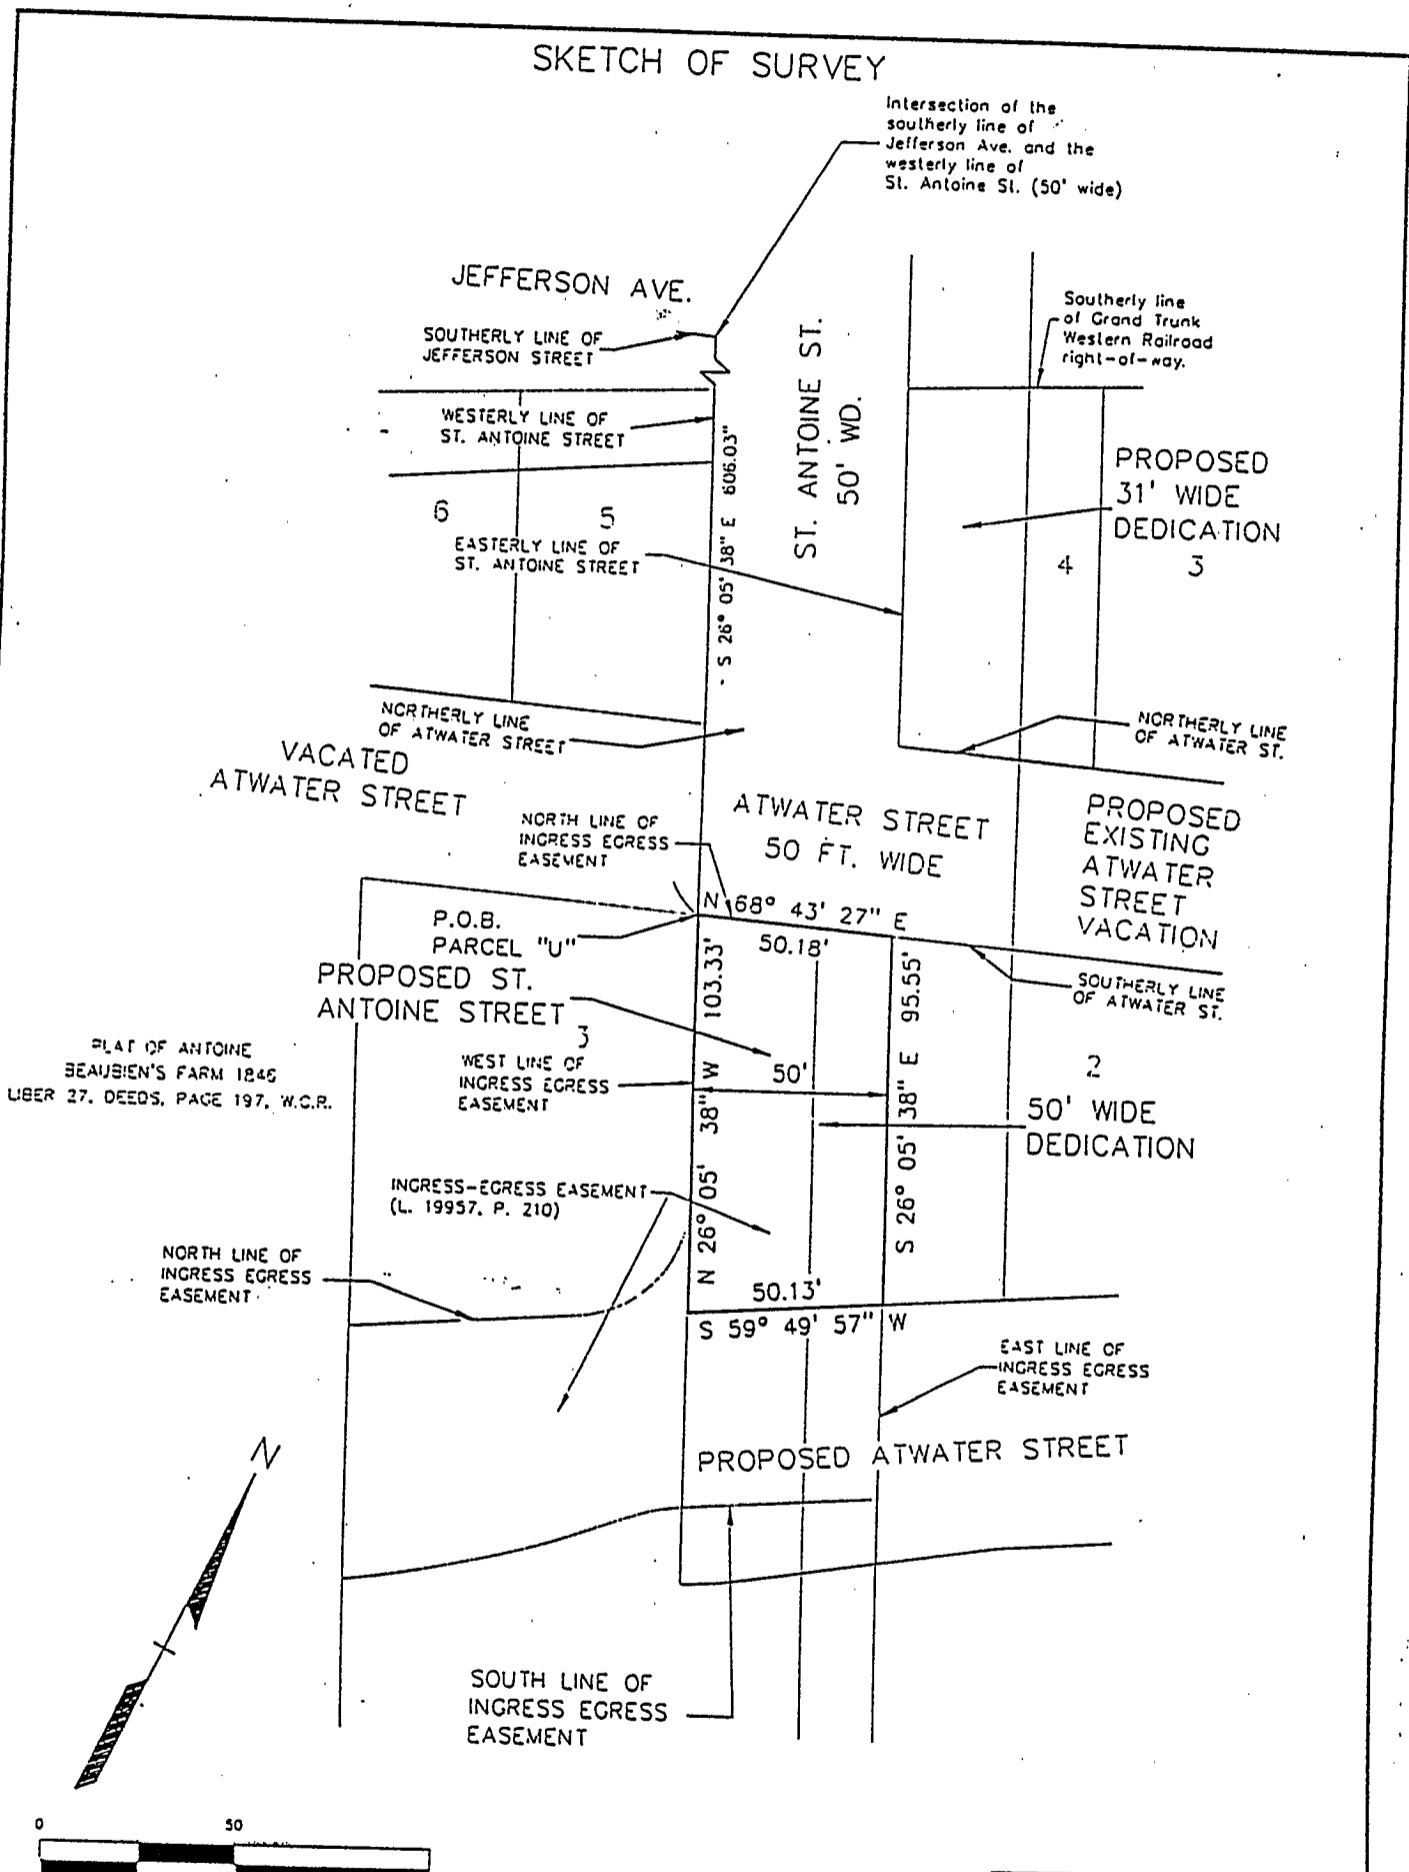 SKETCH OF SURVEY
Intersection of the
southerly line of
Jefferson Ave. and the
westerly line of
St. Antoine St. (50' wide)
JEFFERSON AVE.
SOUTHERLY LINE OF
JEFFERSON STREET
ST. ANTOINE ST.
50' WD.
Southerly line
of Grand Trunk
Western Railroad
right-of-way.
WESTERLY LINE OF
ST. ANTOINE STREET
S 26° 05' 38" E 606.03"
PROPOSED
31' WIDE
DEDICATION
6
5
4
3
EASTERLY LINE OF
ST. ANTOINE STREET
NORTHERLY LINE
OF ATWATER STREET
NORTHERLY LINE
OF ATWATER ST.
VACATED
ATWATER STREET
ATWATER STREET
50 FT. WIDE
PROPOSED
EXISTING
ATWATER
STREET
VACATION
NORTH LINE OF
INGRESS EGRESS
EASEMENT
N 68° 43' 27" E
50.18'
P.O.B.
PARCEL "U"
PROPOSED ST.
ANTOINE STREET
3
SOUTHERLY LINE
OF ATWATER ST.
N 26° 05' 38" W 103.33'
S 26° 05' 38" E 95.55'
PLAT OF ANTOINE
BEAUBIEN'S FARM 1846
LIBER 27, DEEDS, PAGE 197, W.C.R.
WEST LINE OF
INGRESS EGRESS
EASEMENT
50'
2
50' WIDE
DEDICATION
INGRESS-EGRESS EASEMENT
(L. 19957, P. 210)
NORTH LINE OF
INGRESS EGRESS
EASEMENT
50.13'
S 59° 49' 57" W
EAST LINE OF
INGRESS EGRESS
EASEMENT
N
PROPOSED ATWATER STREET
SOUTH LINE OF
INGRESS EGRESS
EASEMENT
0 50